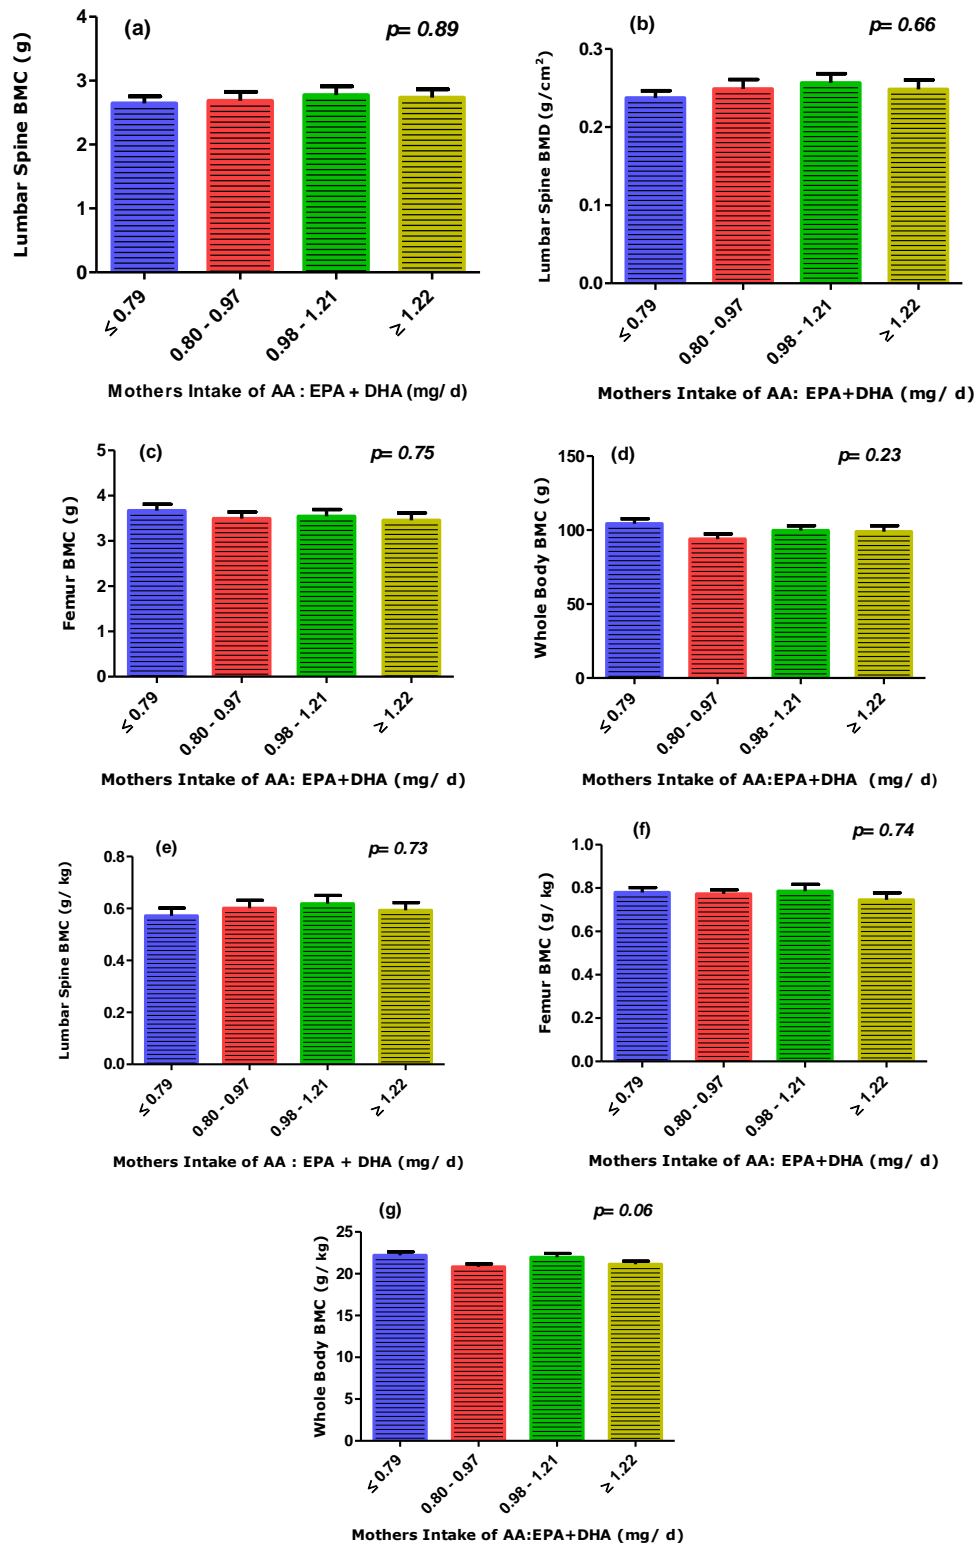 (a)
p= 0.89
Lumbar Spine BMC (g)
4
3
2
1
0
≤ 0.79
0.80 - 0.97
0.98 - 1.21
≥ 1.22
Mothers Intake of AA : EPA + DHA (mg/ d)
(b)
p= 0.66
Lumbar Spine BMD (g/cm²)
0.3
0.2
0.1
0.0
≤ 0.79
0.80 - 0.97
0.98 - 1.21
≥ 1.22
Mothers Intake of AA: EPA+DHA (mg/ d)
(c)
p= 0.75
Femur BMC (g)
5
4
3
2
1
0
≤ 0.79
0.80 - 0.97
0.98 - 1.21
≥ 1.22
Mothers Intake of AA: EPA+DHA (mg/ d)
(d)
p= 0.23
Whole Body BMC (g)
150
100
50
0
≤ 0.79
0.80 - 0.97
0.98 - 1.21
≥ 1.22
Mothers Intake of AA:EPA+DHA (mg/ d)
(e)
p= 0.73
Lumbar Spine BMC (g/ kg)
0.8
0.6
0.4
0.2
0.0
≤ 0.79
0.80 - 0.97
0.98 - 1.21
≥ 1.22
Mothers Intake of AA : EPA + DHA (mg/ d)
(f)
p= 0.74
Femur BMC (g/ kg)
1.0
0.8
0.6
0.4
0.2
0.0
≤ 0.79
0.80 - 0.97
0.98 - 1.21
≥ 1.22
Mothers Intake of AA: EPA+DHA (mg/ d)
(g)
p= 0.06
Whole Body BMC (g/ kg)
25
20
15
10
5
0
≤ 0.79
0.80 - 0.97
0.98 - 1.21
≥ 1.22
Mothers Intake of AA:EPA+DHA (mg/ d)